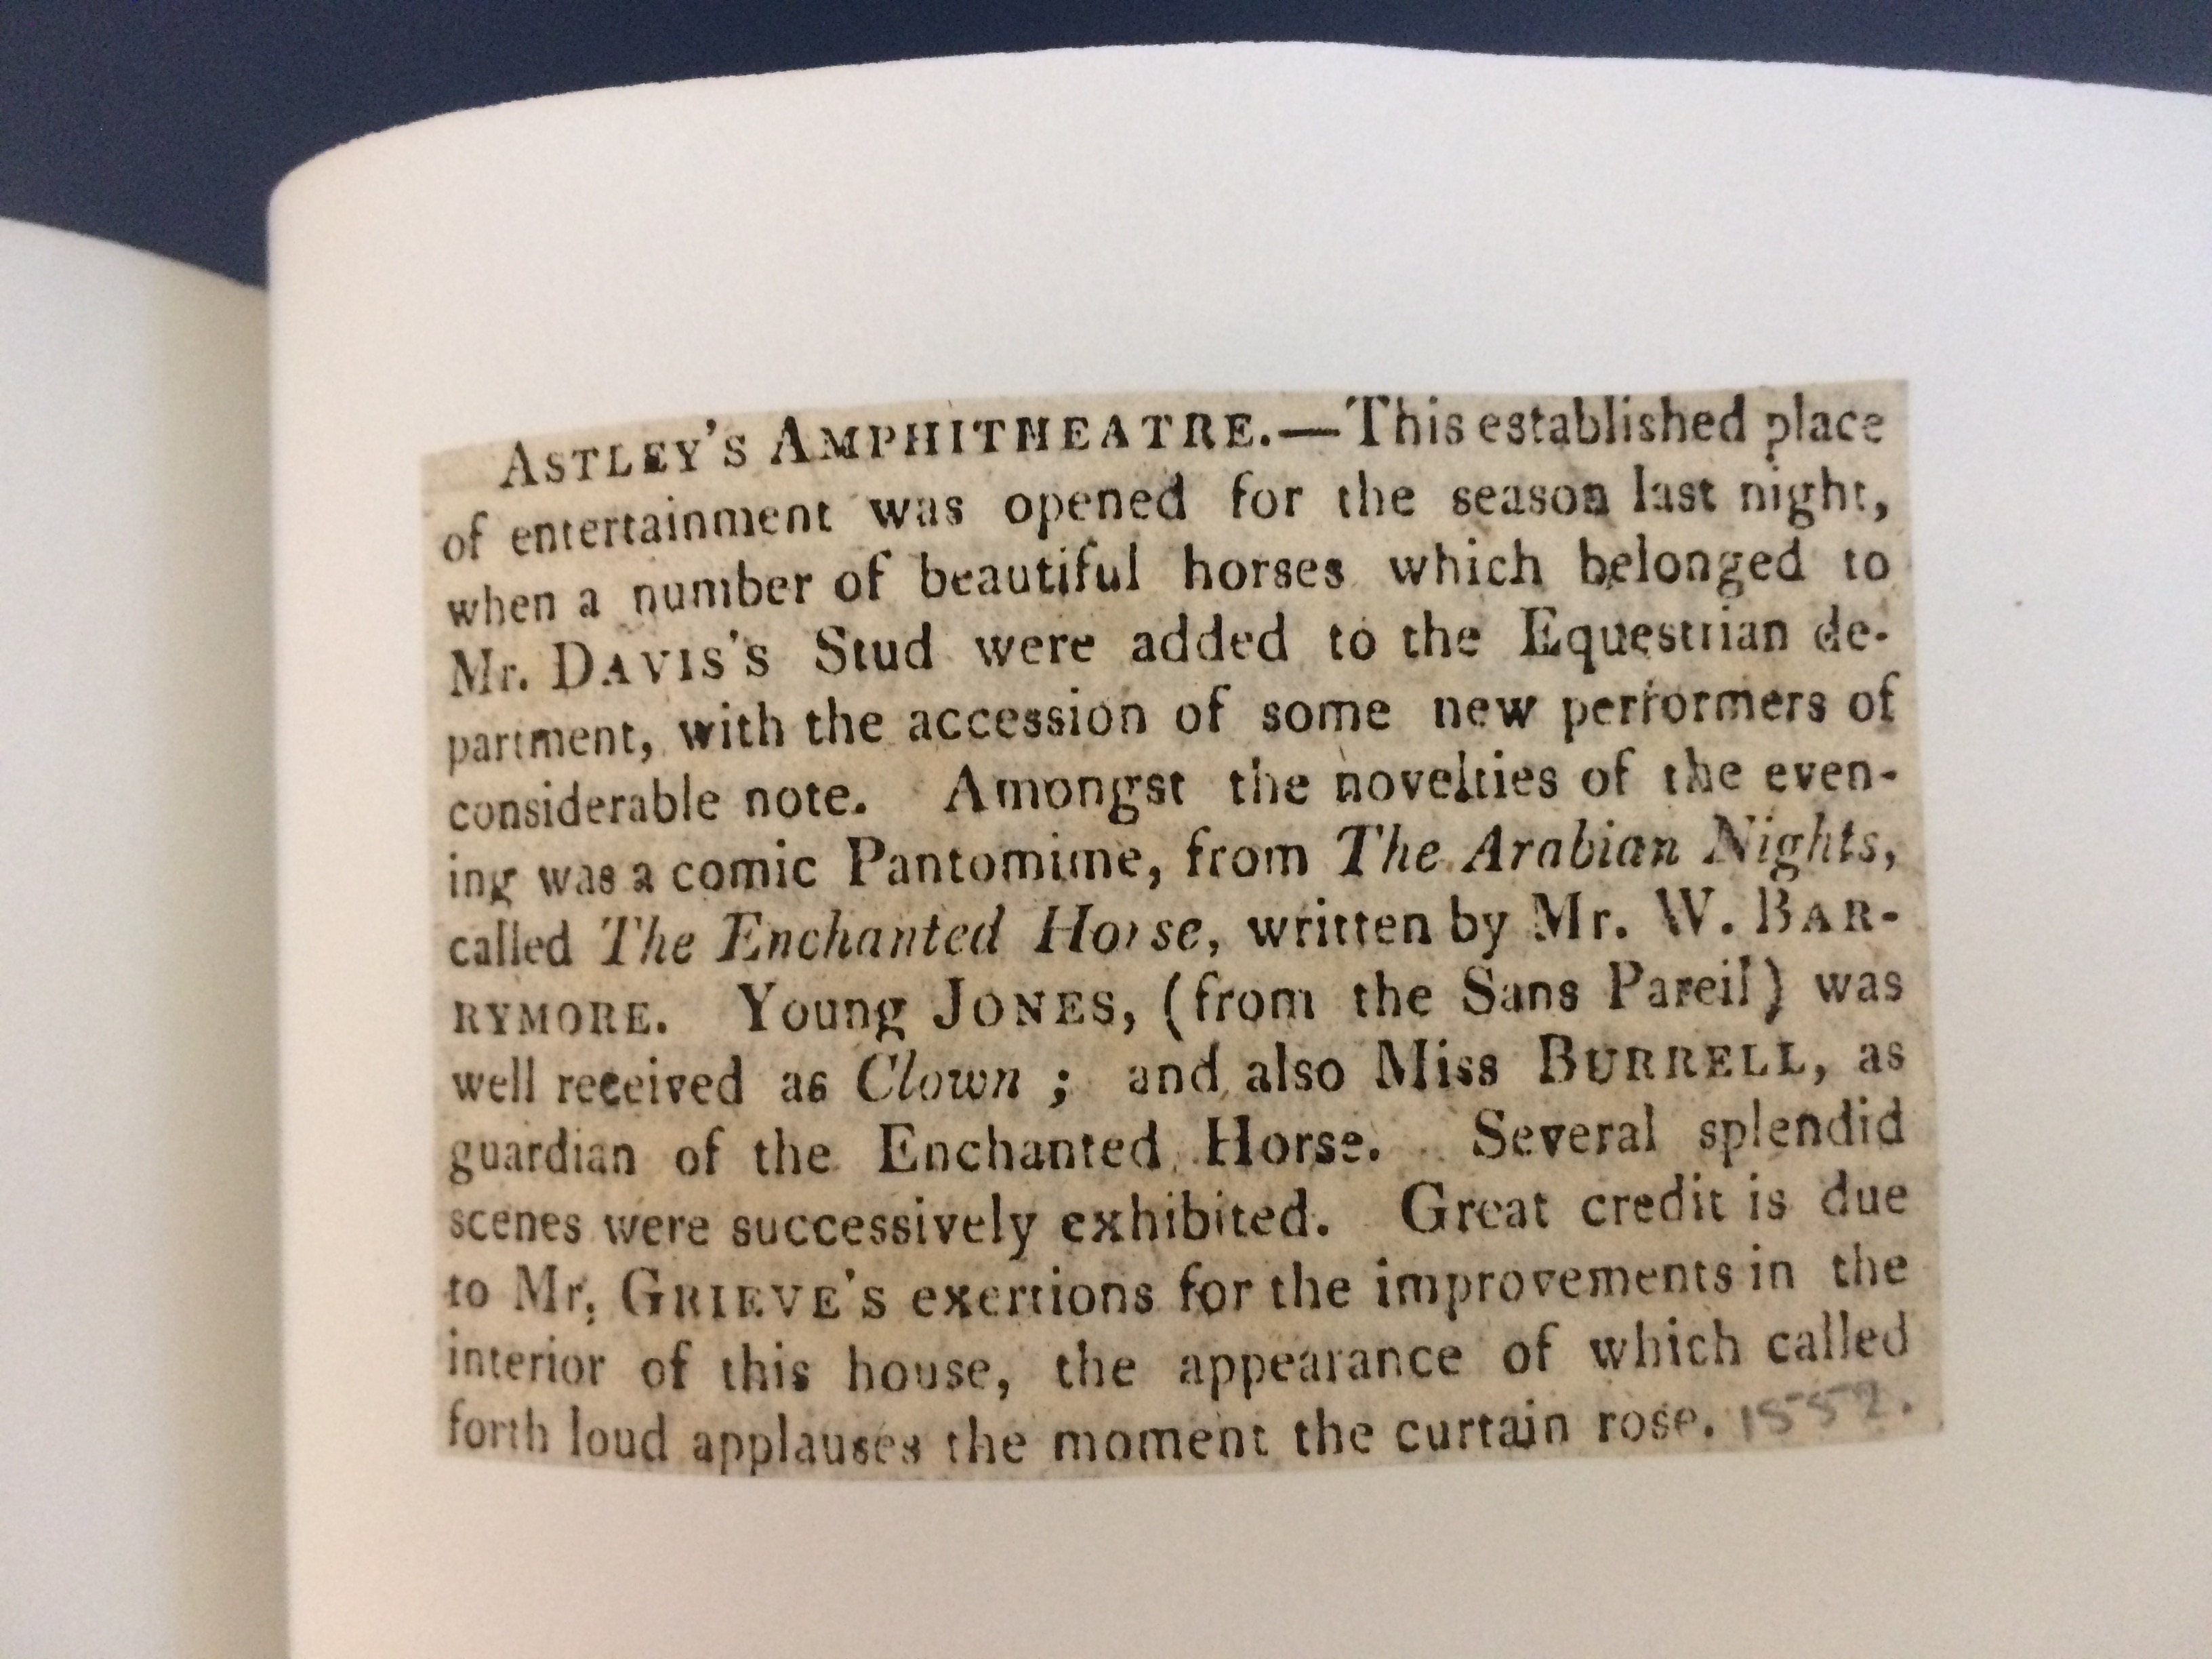 ASTLEY'S AMPHITHEATRE.—This established place
of entertainment was opened for the season last night,
when a number of beautiful horses which belonged to
Mr. DAVIS'S Stud were added to the Equestrian de-
partment, with the accession of some new performers of
considerable note. Amongst the novelties of the even-
ing was a comic Pantomime, from The Arabian Nights,
called The Enchanted Horse, written by Mr. W. BAR-
RYMORE. Young JONES, (from the Sans Pareil) was
well received as Clown ; and also Miss BURRELL, as
guardian of the Enchanted Horse. Several splendid
scenes were successively exhibited. Great credit is due
to Mr. GRIEVE'S exertions for the improvements in the
interior of this house, the appearance of which called
forth loud applauses the moment the curtain rose. 1552.